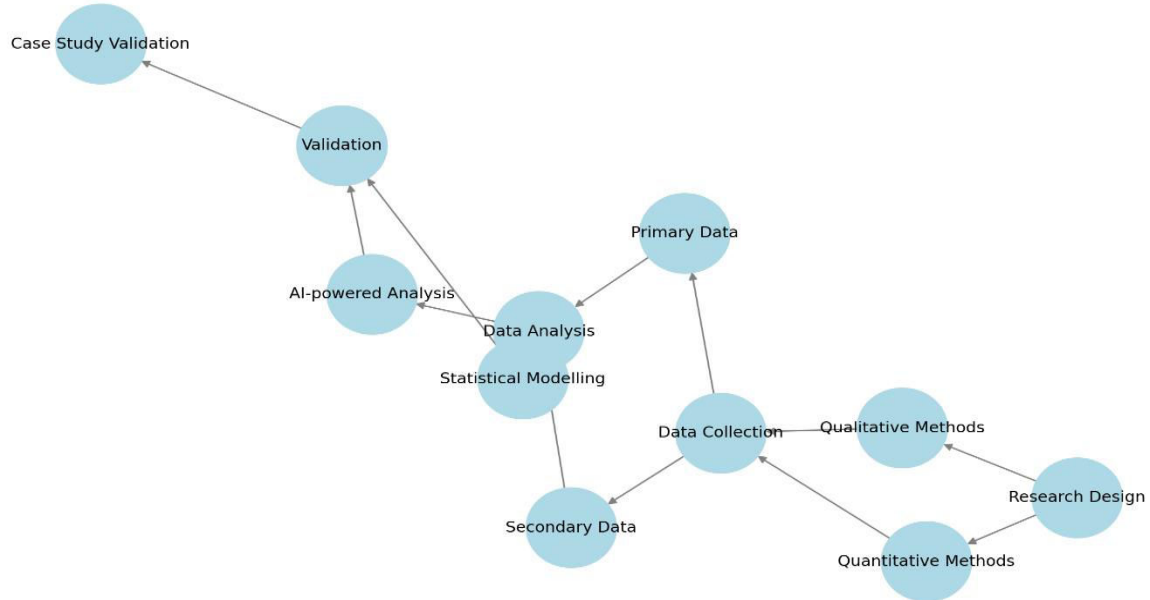 Case Study Validation
Validation
Primary Data
AI-powered Analysis
Data Analysis
Statistical Modelling
Data Collection
Qualitative Methods
Research Design
Secondary Data
Quantitative Methods